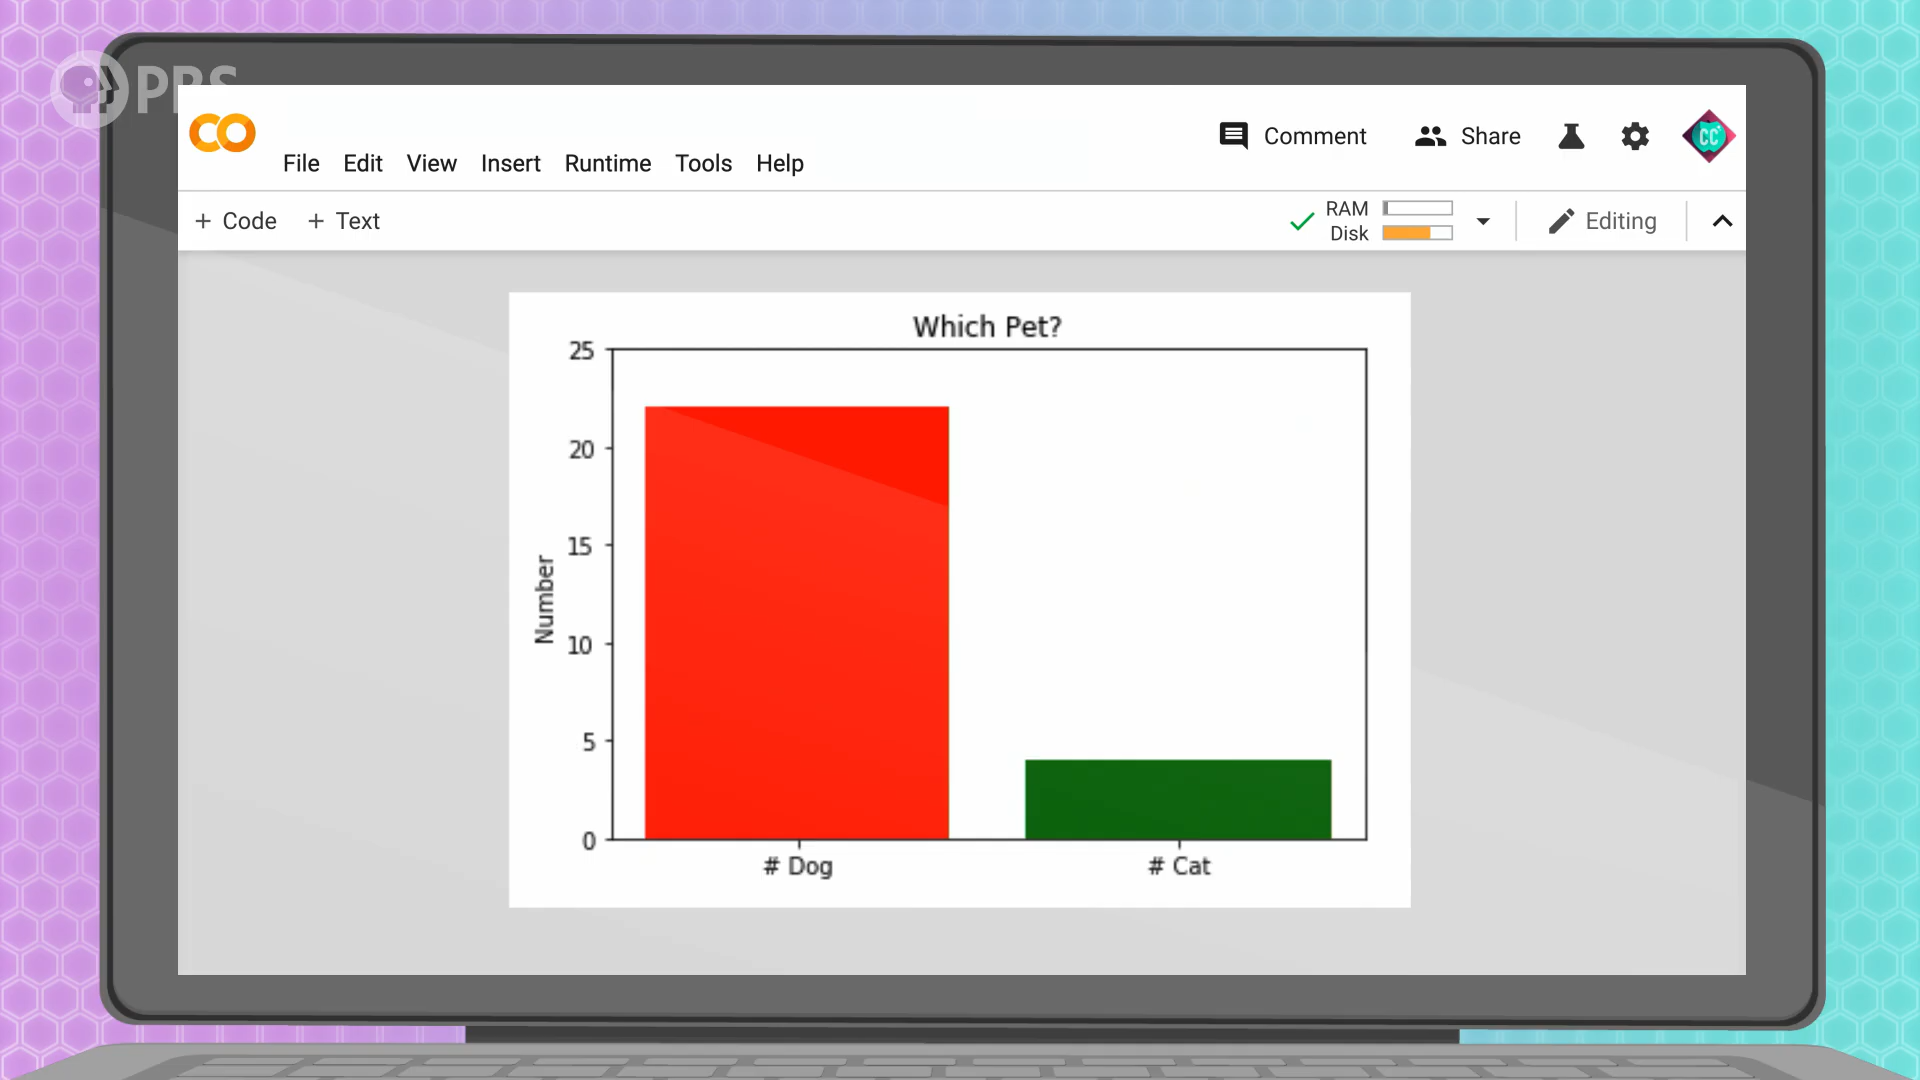 PBS
File Edit View Insert Runtime Tools Help
Comment Share
CC
+ Code + Text
RAM
Disk
Editing
Which Pet?
25
20
15
10
5
0
Number
# Dog
# Cat